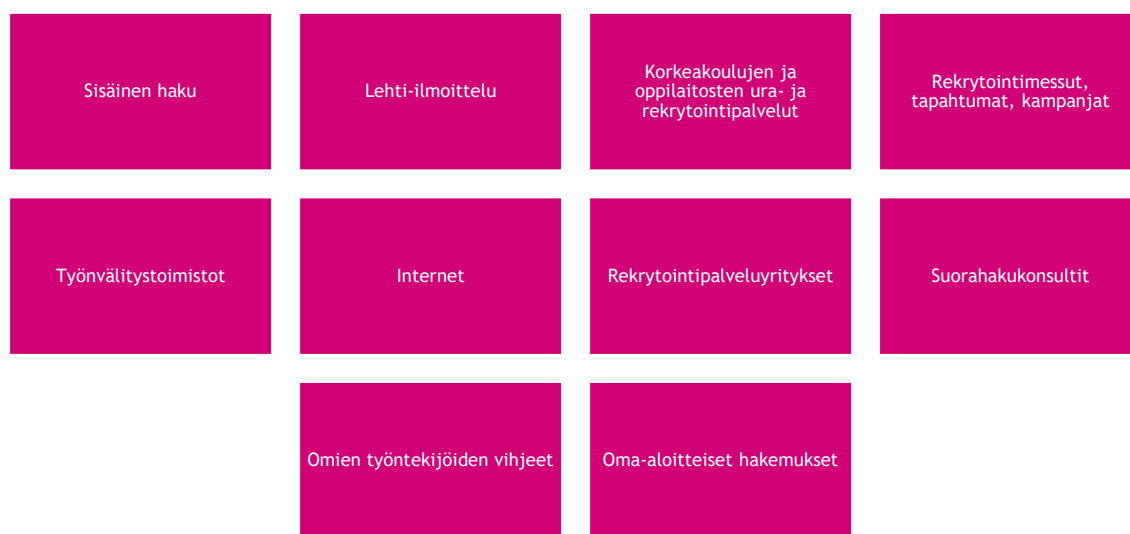 Sisäinen haku
Lehti-ilmoittelu
Korkeakoulujen ja
oppilaitosten ura- ja
rekrytointipalvelut
Rekrytointimessut,
tapahtumat, kampanjat
Työnvälitystoimistot
Internet
Rekrytointipalveluyritykset
Suorahakukonsultit
Omien työntekijöiden vihjeet
Oma-aloitteiset hakemukset